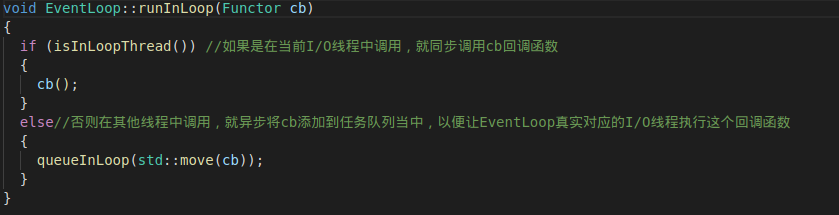 void EventLoop::runInLoop(Functor cb)
{
  if (isInLoopThread()) //如果是在当前I/O线程中调用，就同步调用cb回调函数
  {
    cb();
  }
  else//否则在其他线程中调用，就异步将cb添加到任务队列当中，以便让EventLoop真实对应的I/O线程执行这个回调函数
  {
    queueInLoop(std::move(cb));
  }
}